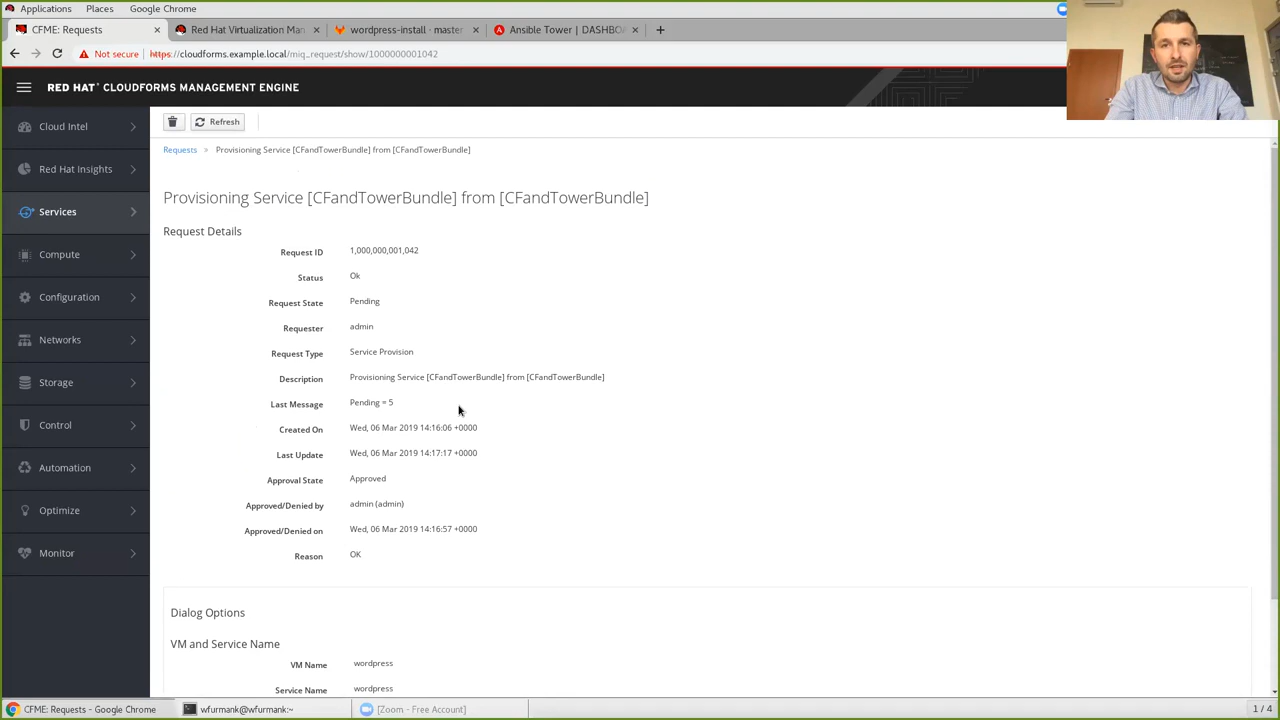 Applications Places Google Chrome
CFME: Requests
Red Hat Virtualization Man
wordpress-install · master
Ansible Tower | DASHBOA
Not secure https://cloudforms.example.local/miq_request/show/1000000001042
RED HAT CLOUDFORMS MANAGEMENT ENGINE
Cloud Intel
Red Hat Insights
Services
Compute
Configuration
Networks
Storage
Control
Automation
Optimize
Monitor
Refresh
Requests > Provisioning Service [CFandTowerBundle] from [CFandTowerBundle]
Provisioning Service [CFandTowerBundle] from [CFandTowerBundle]
Request Details
Request ID 1,000,000,001,042
Status Ok
Request State Pending
Requester admin
Request Type Service Provision
Description Provisioning Service [CFandTowerBundle] from [CFandTowerBundle]
Last Message Pending = 5
Created On Wed, 06 Mar 2019 14:16:06 +0000
Last Update Wed, 06 Mar 2019 14:17:17 +0000
Approval State Approved
Approved/Denied by admin (admin)
Approved/Denied on Wed, 06 Mar 2019 14:16:57 +0000
Reason OK
Dialog Options
VM and Service Name
VM Name wordpress
Service Name wordpress
CFME: Requests - Google Chrome
wfurmank@wfurmank:~
[Zoom - Free Account]
1 / 4